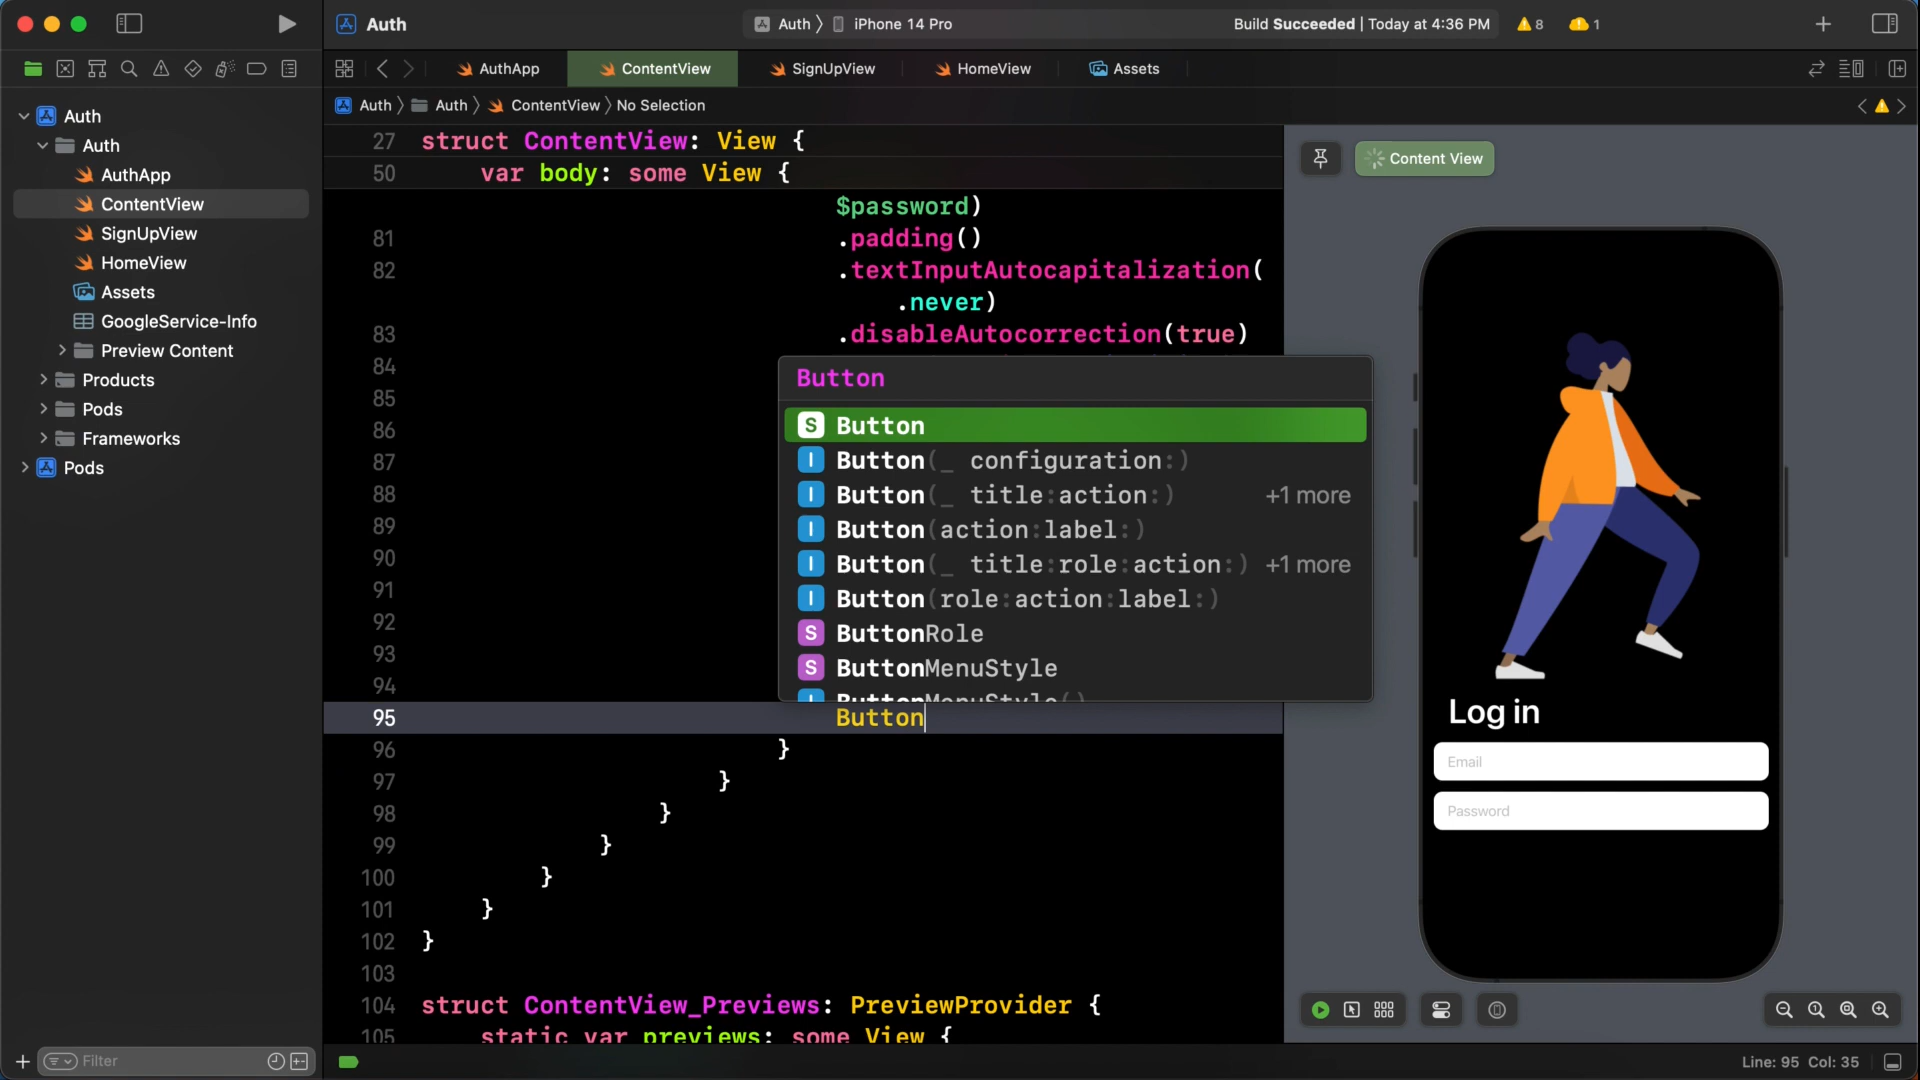 Auth
Auth 〉 iPhone 14 Pro
Build Succeeded | Today at 4:36 PM
8
1
AuthApp
ContentView
SignUpView
HomeView
Assets
Auth 〉 Auth 〉 ContentView 〉 No Selection
Auth
Auth
AuthApp
ContentView
SignUpView
HomeView
Assets
GoogleService-Info
Preview Content
Products
Pods
Frameworks
Pods
Filter
27 struct ContentView: View {
50 var body: some View {
$password)
81 .padding()
82 .textInputAutocapitalization(
.never)
83 .disableAutocorrection(true)
84
85
86
87
88
89
90
91
92
93
94
Button
S Button
I Button(_ configuration:)
I Button(_ title:action:) +1 more
I Button(action:label:)
I Button(_ title:role:action:) +1 more
I Button(role:action:label:)
S ButtonRole
S ButtonMenuStyle
ButtonMenuStyle()
95 Button
96 }
97 }
98 }
99 }
100 }
101 }
102 }
103
104 struct ContentView_Previews: PreviewProvider {
105 static var previews: some View {
Content View
Log in
Email
Password
Line: 95 Col: 35